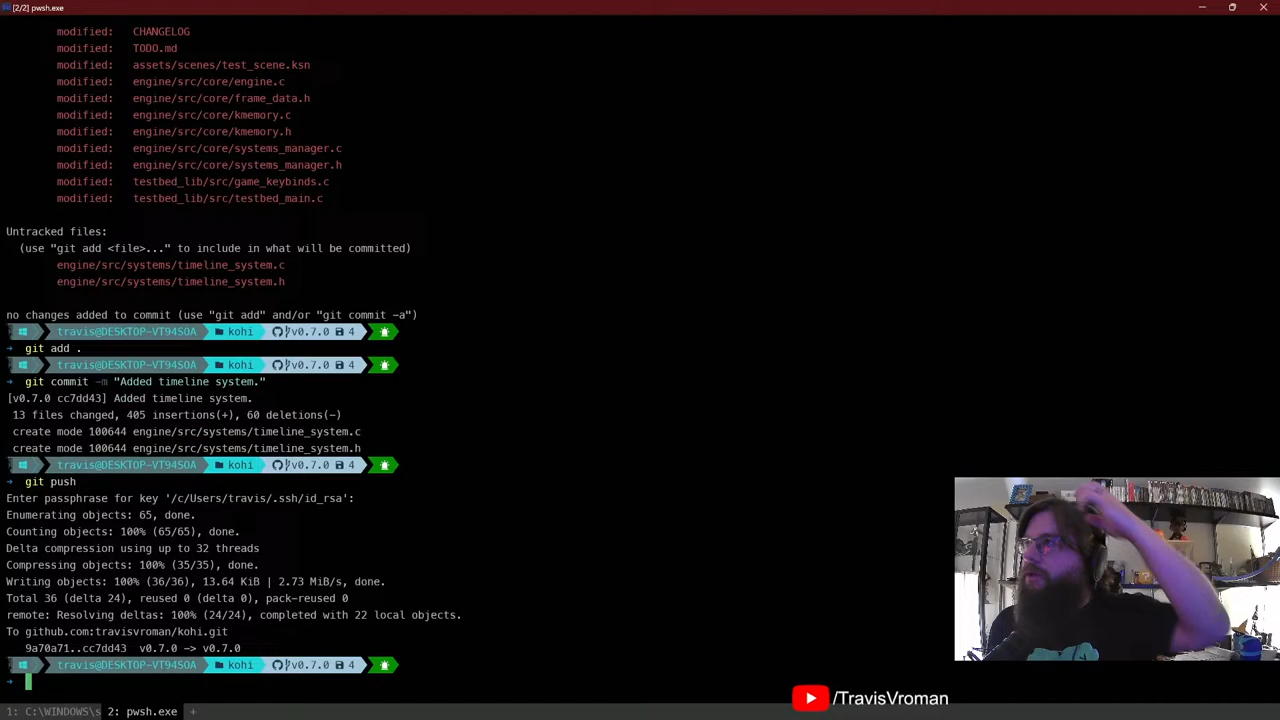 [2/2] pwsh.exe
modified: CHANGELOG
modified: TODO.md
modified: assets/scenes/test_scene.ksn
modified: engine/src/core/engine.c
modified: engine/src/core/frame_data.h
modified: engine/src/core/kmemory.c
modified: engine/src/core/kmemory.h
modified: engine/src/core/systems_manager.c
modified: engine/src/core/systems_manager.h
modified: testbed_lib/src/game_keybinds.c
modified: testbed_lib/src/testbed_main.c
Untracked files:
(use "git add <file>..." to include in what will be committed)
engine/src/systems/timeline_system.c
engine/src/systems/timeline_system.h
no changes added to commit (use "git add" and/or "git commit -a")
travis@DESKTOP-VT94SOA kohi v0.7.0 4
git add .
travis@DESKTOP-VT94SOA kohi v0.7.0 4
git commit -m "Added timeline system."
[v0.7.0 cc7dd43] Added timeline system.
13 files changed, 405 insertions(+), 60 deletions(-)
create mode 100644 engine/src/systems/timeline_system.c
create mode 100644 engine/src/systems/timeline_system.h
travis@DESKTOP-VT94SOA kohi v0.7.0 4
git push
Enter passphrase for key '/c/Users/travis/.ssh/id_rsa':
Enumerating objects: 65, done.
Counting objects: 100% (65/65), done.
Delta compression using up to 32 threads
Compressing objects: 100% (35/35), done.
Writing objects: 100% (36/36), 13.64 KiB | 2.73 MiB/s, done.
Total 36 (delta 24), reused 0 (delta 0), pack-reused 0
remote: Resolving deltas: 100% (24/24), completed with 22 local objects.
To github.com:travisvroman/kohi.git
9a70a71..cc7dd43 v0.7.0 -> v0.7.0
travis@DESKTOP-VT94SOA kohi v0.7.0 4
/TravisVroman
1: C:\WINDOWS\s 2: pwsh.exe +